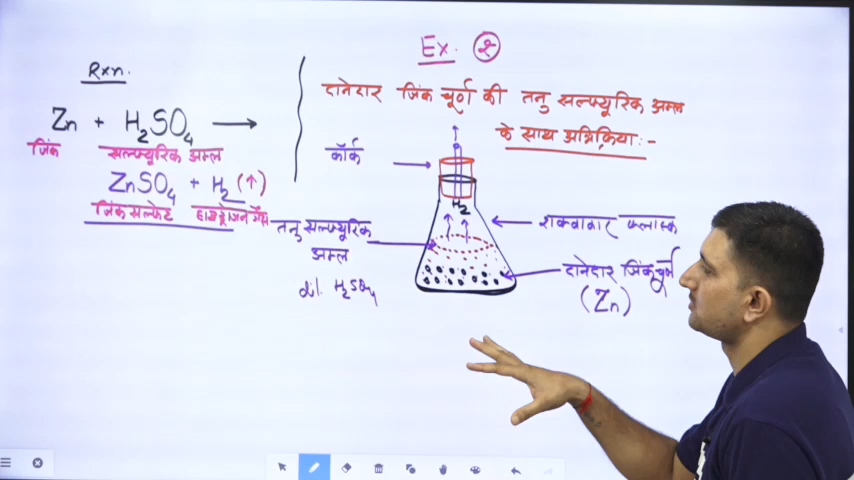 Ex. २
Rxn.
दानेदार जिंक चूर्ण की तनु सल्फ्यूरिक अम्ल
के साथ अभिक्रिया:-
Zn + H2SO4 ⟶
जिंक सल्फ्यूरिक अम्ल
ZnSO4 + H2 (↑)
जिंक सल्फेट हाइड्रोजन गैस
कॉर्क
H2
तनु सल्फ्यूरिक
अम्ल
dil. H2SO4
शंक्वाकार फ्लास्क
दानेदार जिंक चूर्ण
(Zn)